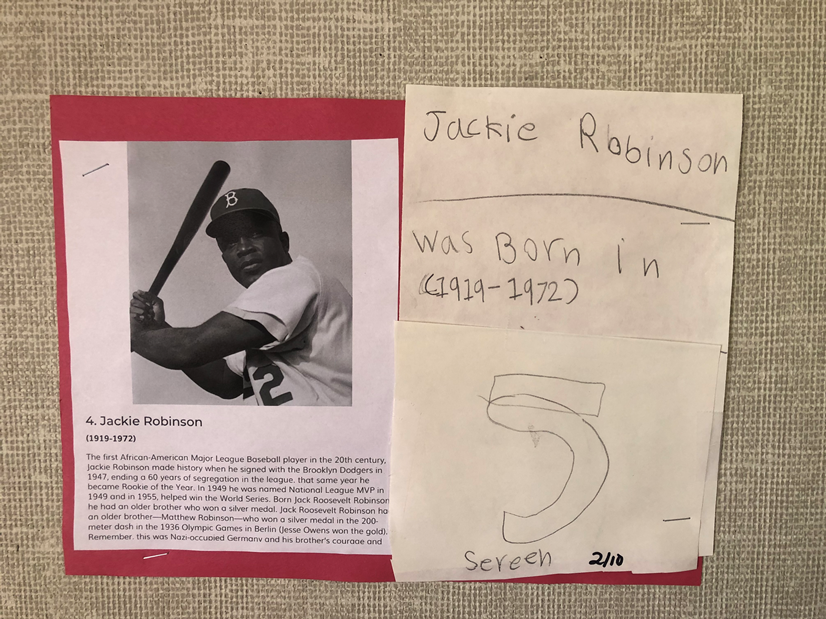 B
2
4. Jackie Robinson
(1919-1972)
The first African-American Major League Baseball player in the 20th century,
Jackie Robinson made history when he signed with the Brooklyn Dodgers in
1947, ending a 60 years of segregation in the league. that same year he
became Rookie of the Year. In 1949 he was named National League MVP in
1949 and in 1955, helped win the World Series. Born Jack Roosevelt Robinson
he had an older brother who won a silver medal. Jack Roosevelt Robinson ha
an older brother—Matthew Robinson—who won a silver medal in the 200-
meter dash in the 1936 Olympic Games in Berlin (Jesse Owens won the gold).
Remember, this was Nazi-occupied Germany and his brother's courage and
Jackie Robinson
was Born in
(1919-1972)
5
Sereen 2/10